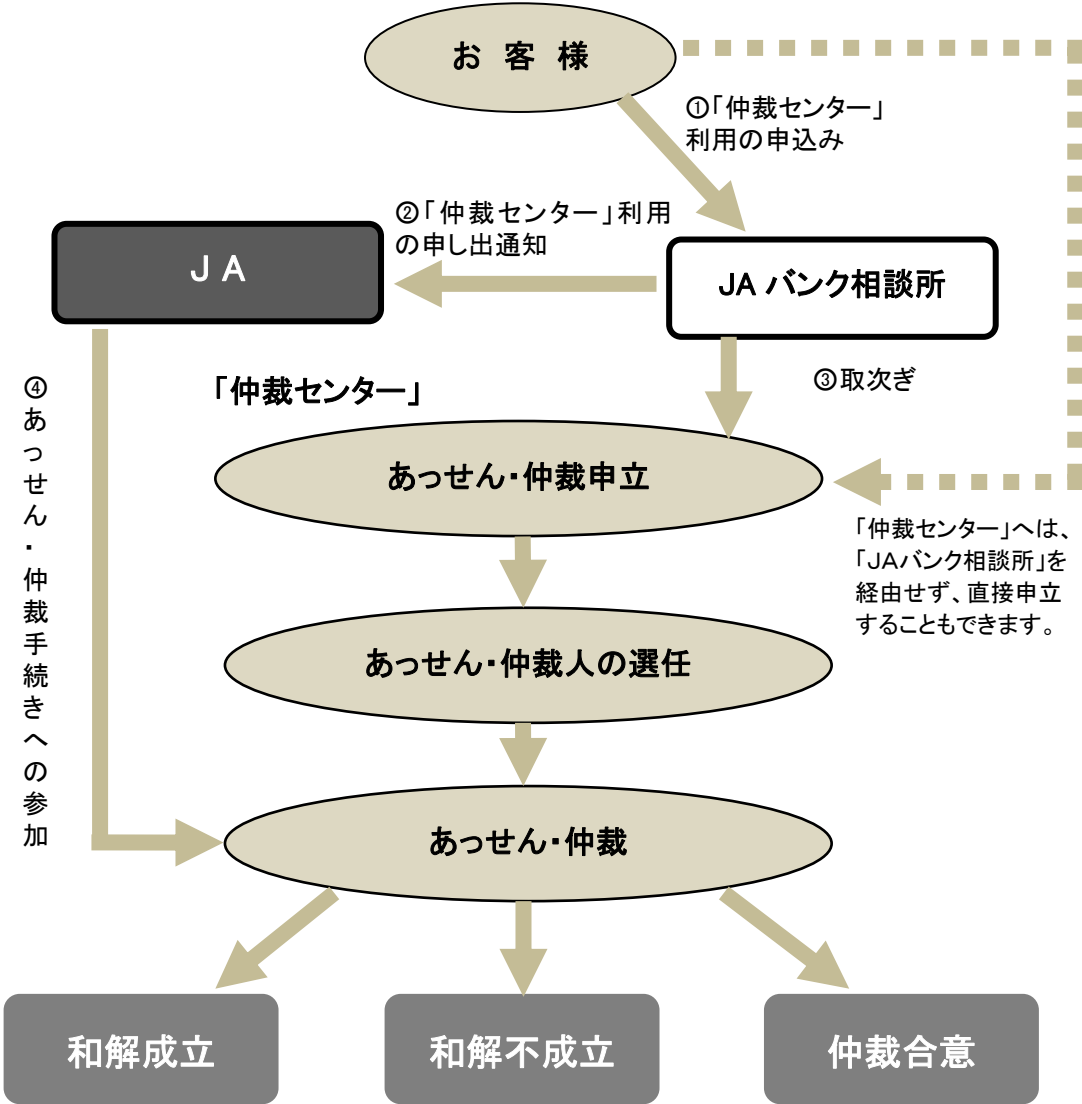 お 客 様
①「仲裁センター」
利用の申込み
②「仲裁センター」利用
の申し出通知
JA
JA バンク相談所
③取次ぎ
④あっせん・仲裁手続きへの参加
「仲裁センター」
あっせん・仲裁申立
「仲裁センター」へは、
「JAバンク相談所」を
経由せず、直接申立
することもできます。
あっせん・仲裁人の選任
あっせん・仲裁
和解成立
和解不成立
仲裁合意